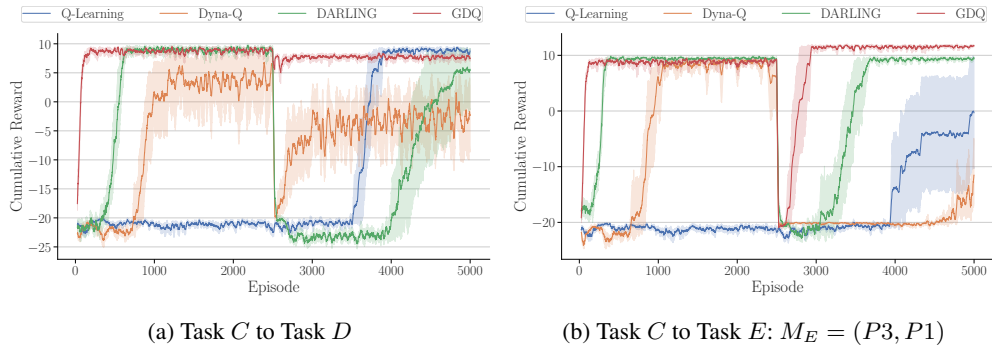 Q-Learning Dyna-Q DARLING GDQ
10
5
0
−5
−10
−15
−20
−25
Cumulative Reward
0 1000 2000 3000 4000 5000
Episode
(a) Task C to Task D
Q-Learning Dyna-Q DARLING GDQ
10
0
−10
−20
Cumulative Reward
0 1000 2000 3000 4000 5000
Episode
(b) Task C to Task E: M_E = (P3, P1)